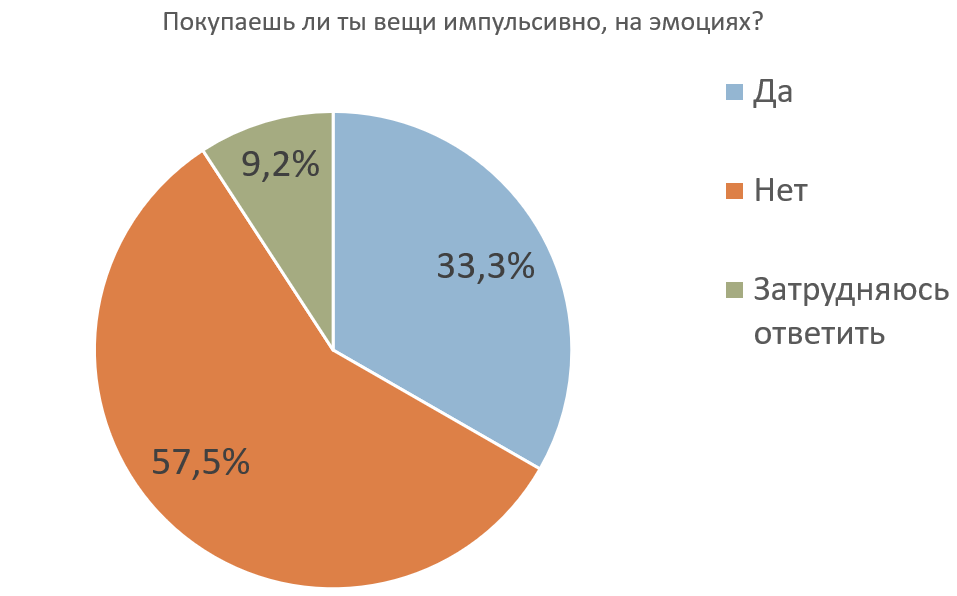 Покупаешь ли ты вещи импульсивно, на эмоциях?
Да
9,2%
Нет
33,3%
Затрудняюсь
ответить
57,5%